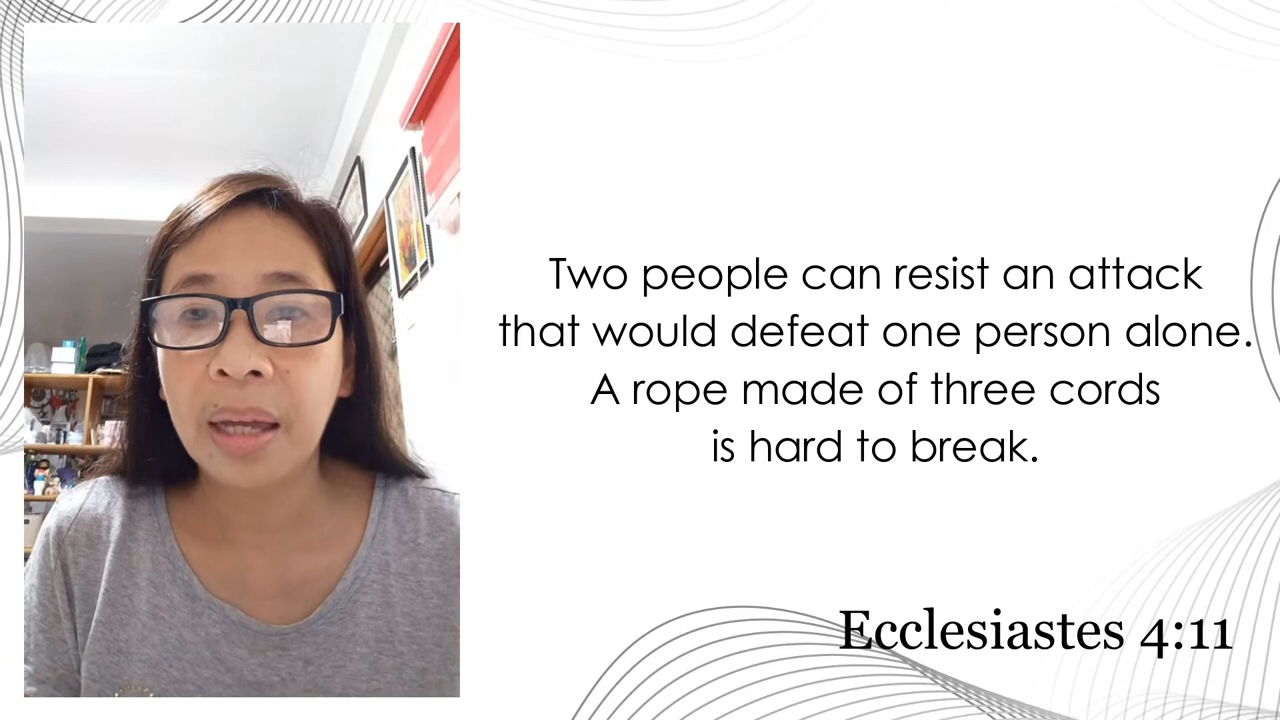 Two people can resist an attack
that would defeat one person alone.
A rope made of three cords
is hard to break.
Ecclesiastes 4:11